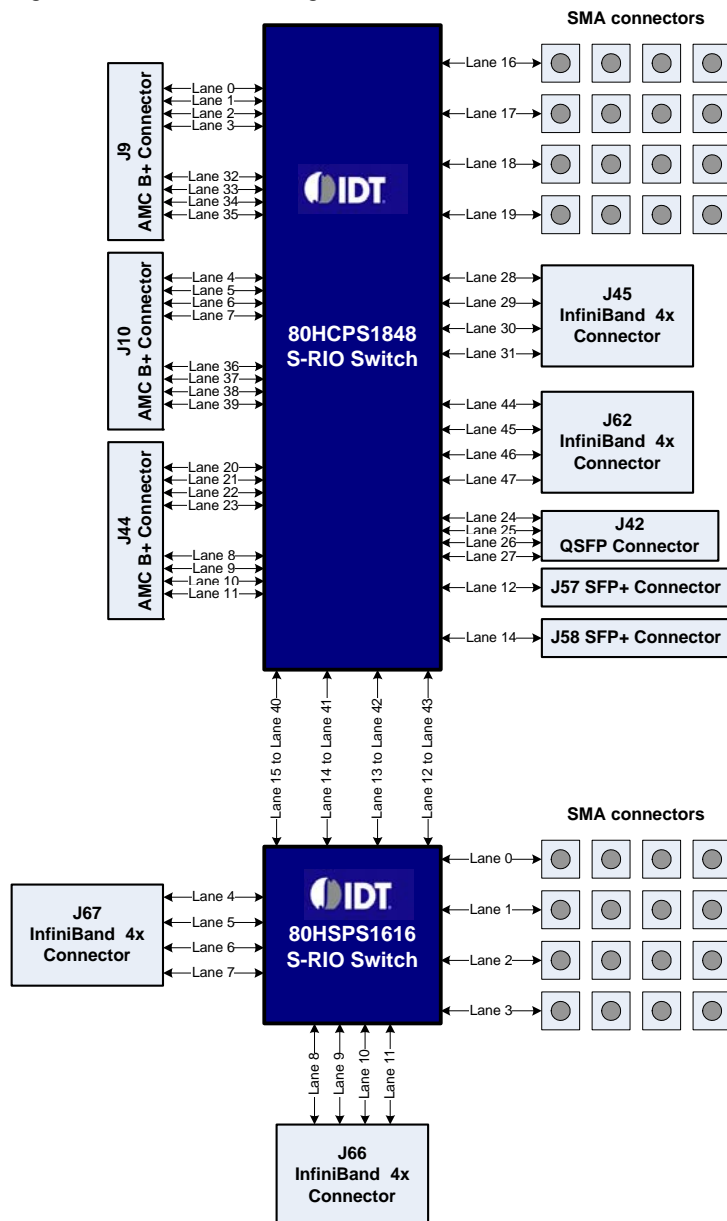 SMA connectors
J9
AMC B+ Connector
Lane 0
Lane 1
Lane 2
Lane 3
Lane 32
Lane 33
Lane 34
Lane 35
J10
AMC B+ Connector
Lane 4
Lane 5
Lane 6
Lane 7
Lane 36
Lane 37
Lane 38
Lane 39
J44
AMC B+ Connector
Lane 20
Lane 21
Lane 22
Lane 23
Lane 8
Lane 9
Lane 10
Lane 11
IDT
80HCPS1848
S-RIO Switch
Lane 16
Lane 17
Lane 18
Lane 19
Lane 28
Lane 29
Lane 30
Lane 31
J45
InfiniBand 4x
Connector
Lane 44
Lane 45
Lane 46
Lane 47
J62
InfiniBand 4x
Connector
Lane 24
Lane 25
Lane 26
Lane 27
J42
QSFP Connector
Lane 12
J57 SFP+ Connector
Lane 14
J58 SFP+ Connector
Lane 15 to Lane 40
Lane 14 to Lane 41
Lane 13 to Lane 42
Lane 12 to Lane 43
SMA connectors
J67
InfiniBand 4x
Connector
Lane 4
Lane 5
Lane 6
Lane 7
IDT
80HSPS1616
S-RIO Switch
Lane 0
Lane 1
Lane 2
Lane 3
Lane 8
Lane 9
Lane 10
Lane 11
J66
InfiniBand 4x
Connector